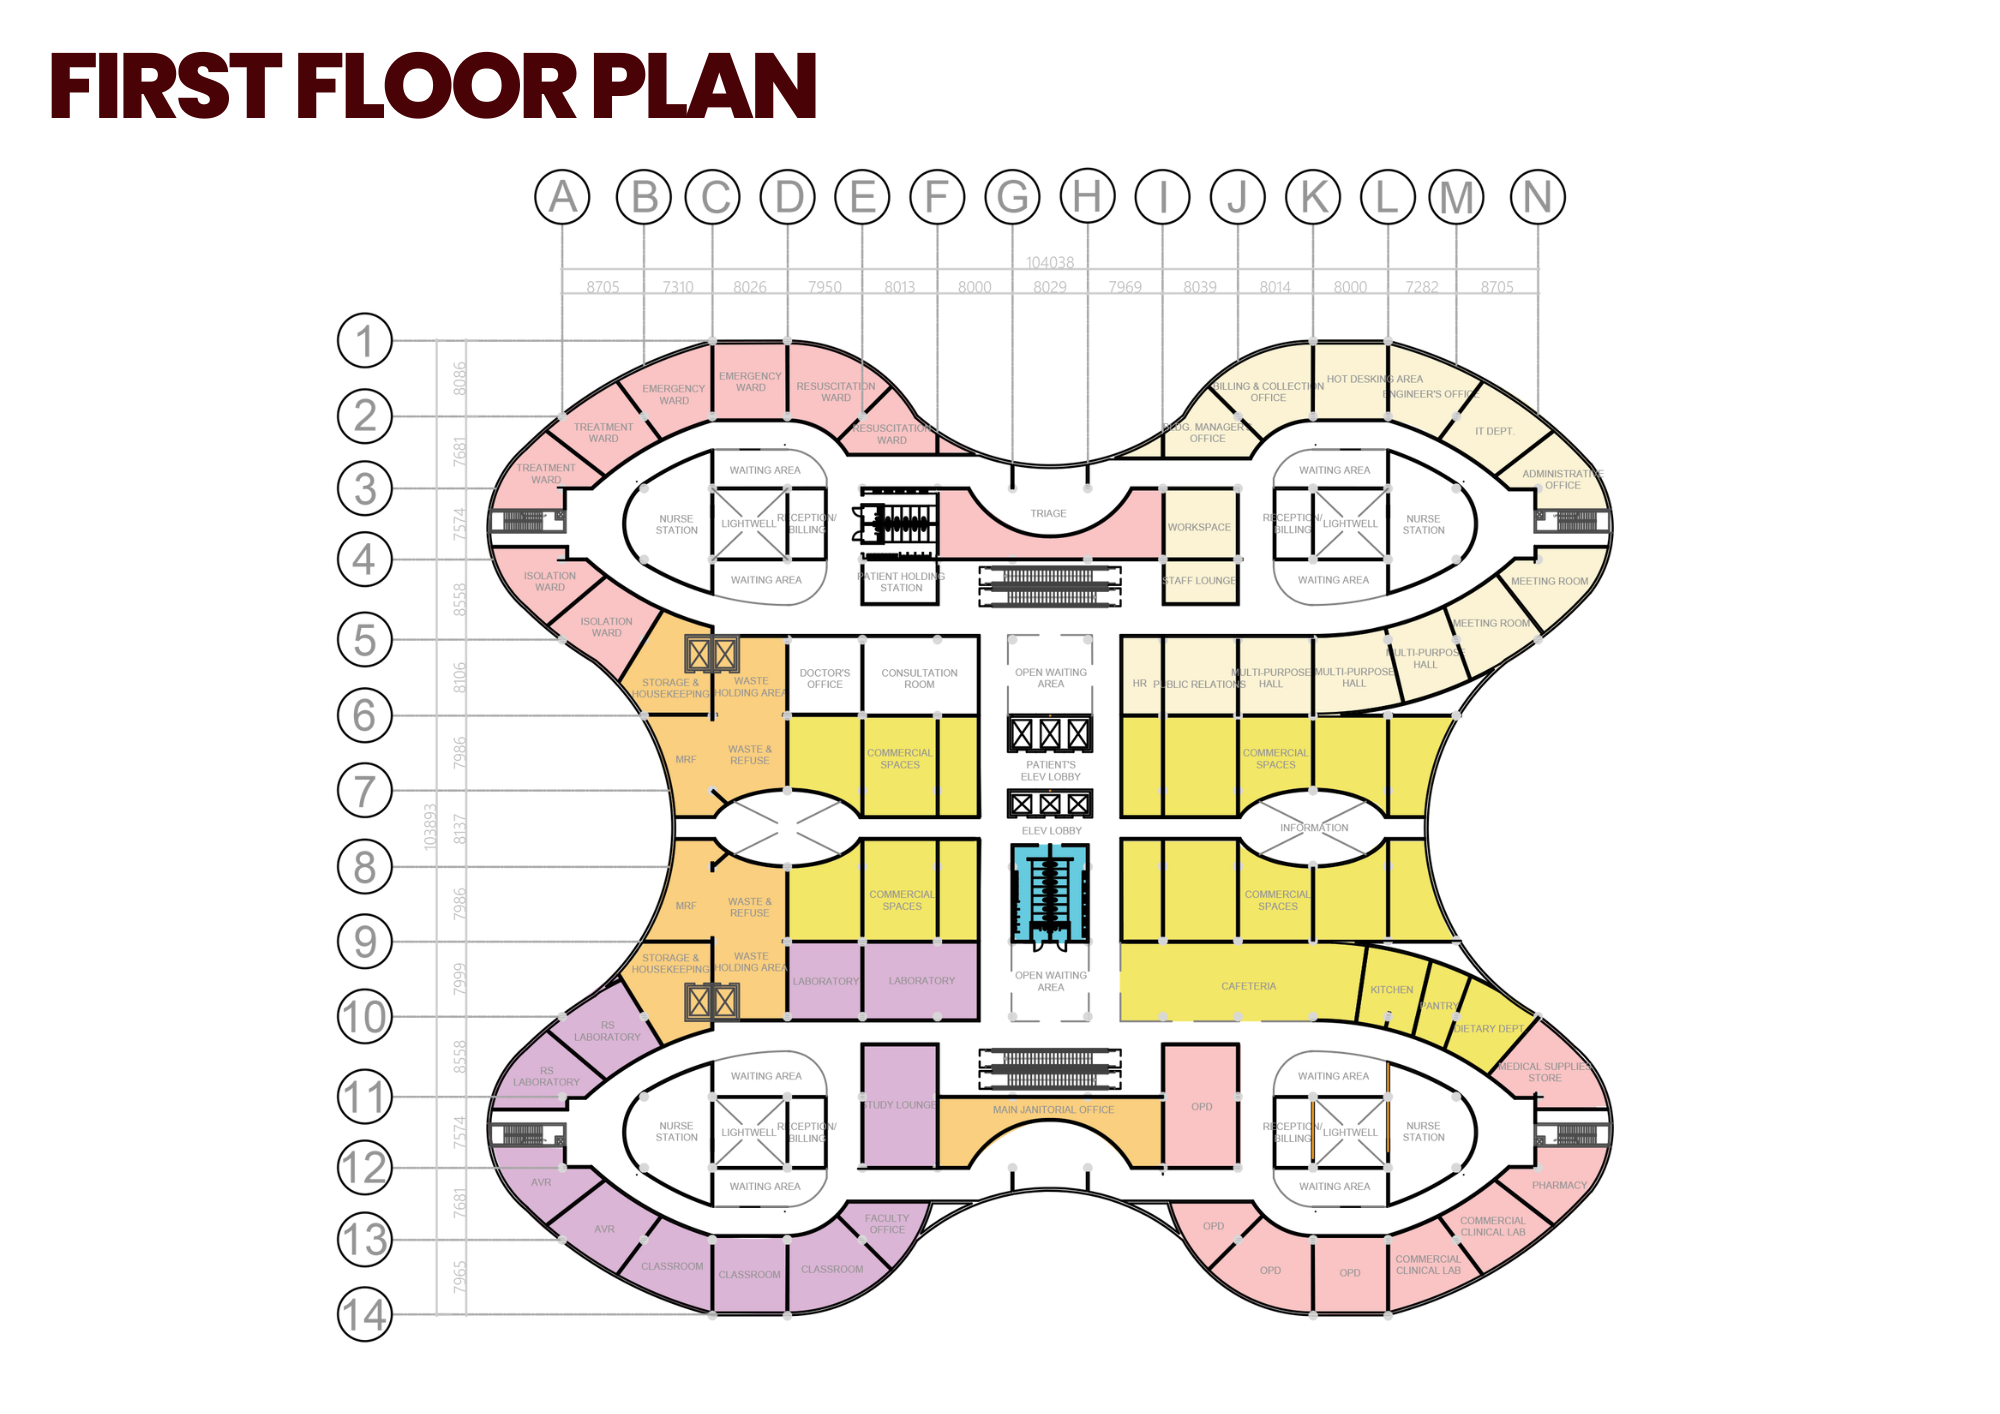 FIRST FLOOR PLAN
A B C D E F G H I J K L M N
104038
8705 7310 8026 7950 8013 8000 8029 7969 8039 8014 8000 7282 8705
1
2
3
4
5
6
7
8
9
10
11
12
13
14
103893
8086
7681
7574
8558
8106
7986
8137
7986
7999
8558
7574
7681
7965
EMERGENCY
WARD
EMERGENCY
WARD
RESUSCITATION
WARD
RESUSCITATION
WARD
TREATMENT
WARD
TREATMENT
WARD
ISOLATION
WARD
ISOLATION
WARD
BILLING & COLLECTION
OFFICE
HOT DESKING AREA
ENGINEER'S OFFICE
BLDG. MANAGER'S
OFFICE
IT DEPT.
ADMINISTRATIVE
OFFICE
WAITING AREA
NURSE
STATION
LIGHTWELL
RECEPTION/
BILLING
WAITING AREA
TRIAGE
PATIENT HOLDING
STATION
WORKSPACE
STAFF LOUNGE
WAITING AREA
RECEPTION/
BILLING
LIGHTWELL
NURSE
STATION
WAITING AREA
MEETING ROOM
MEETING ROOM
MULTI-PURPOSE
HALL
MULTI-PURPOSE
HALL
MULTI-PURPOSE
HALL
PUBLIC RELATIONS
HR
STORAGE &
HOUSEKEEPING
WASTE
HOLDING AREA
DOCTOR'S
OFFICE
CONSULTATION
ROOM
OPEN WAITING
AREA
MRF
WASTE &
REFUSE
COMMERCIAL
SPACES
PATIENT'S
ELEV LOBBY
COMMERCIAL
SPACES
ELEV LOBBY
INFORMATION
MRF
WASTE &
REFUSE
COMMERCIAL
SPACES
COMMERCIAL
SPACES
STORAGE &
HOUSEKEEPING
WASTE
HOLDING AREA
LABORATORY
LABORATORY
OPEN WAITING
AREA
CAFETERIA
KITCHEN
PANTRY
DIETARY DEPT.
MEDICAL SUPPLIES
STORE
RS
LABORATORY
RS
LABORATORY
WAITING AREA
NURSE
STATION
LIGHTWELL
RECEPTION/
BILLING
WAITING AREA
STUDY LOUNGE
MAIN JANITORIAL OFFICE
OPD
WAITING AREA
RECEPTION/
BILLING
LIGHTWELL
NURSE
STATION
WAITING AREA
AVR
AVR
CLASSROOM
CLASSROOM
CLASSROOM
FACULTY
OFFICE
OPD
OPD
OPD
COMMERCIAL
CLINICAL LAB
COMMERCIAL
CLINICAL LAB
PHARMACY